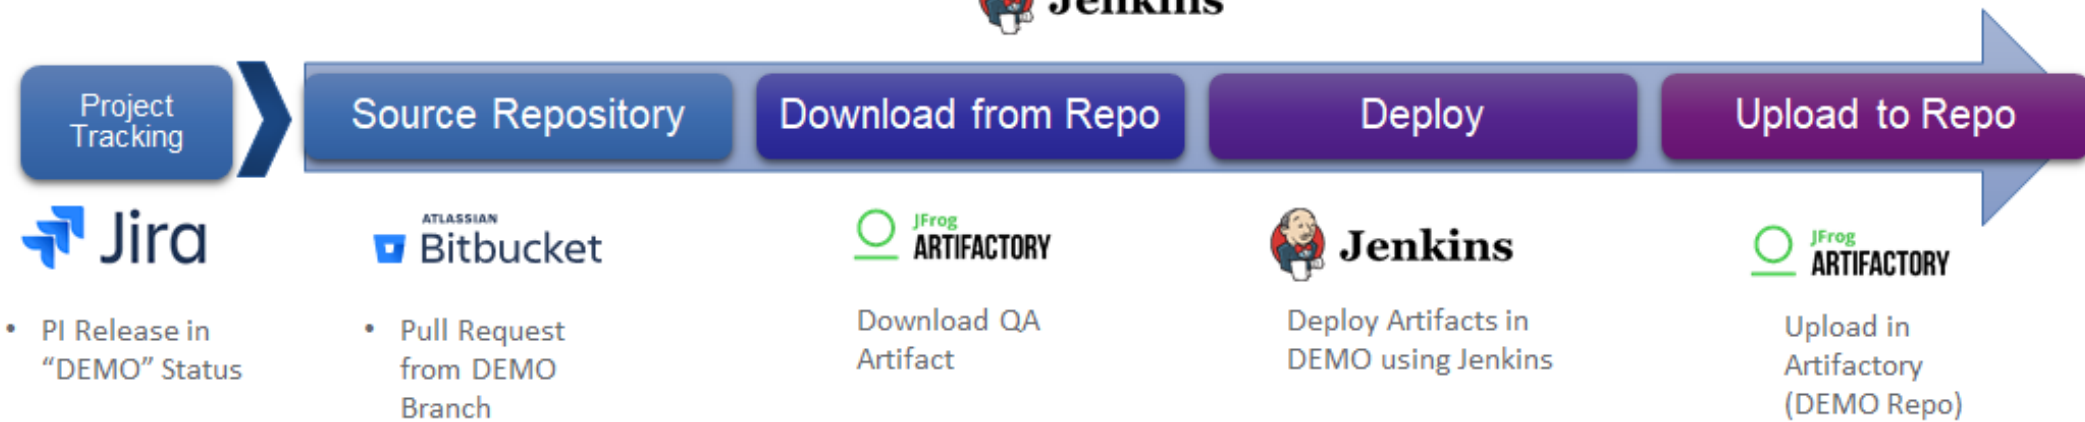 Jenkins
Project
Tracking
Source Repository
Download from Repo
Deploy
Upload to Repo
Jira
ATLASSIAN
Bitbucket
JFrog
ARTIFACTORY
Jenkins
JFrog
ARTIFACTORY
• PI Release in
“DEMO” Status
• Pull Request
from DEMO
Branch
Download QA
Artifact
Deploy Artifacts in
DEMO using Jenkins
Upload in
Artifactory
(DEMO Repo)